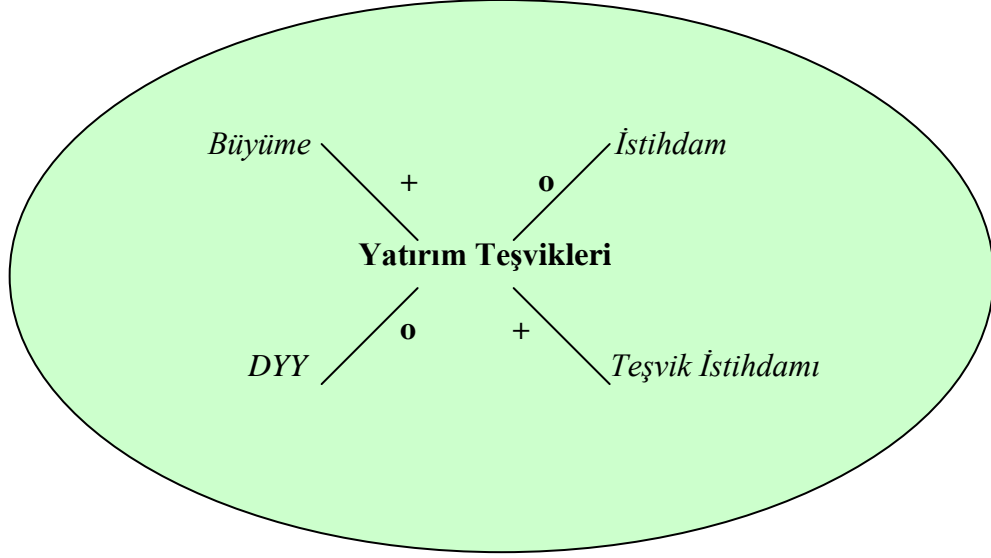 Büyüme İstihdam
+ o
Yatırım Teşvikleri
o +
DYY Teşvik İstihdamı